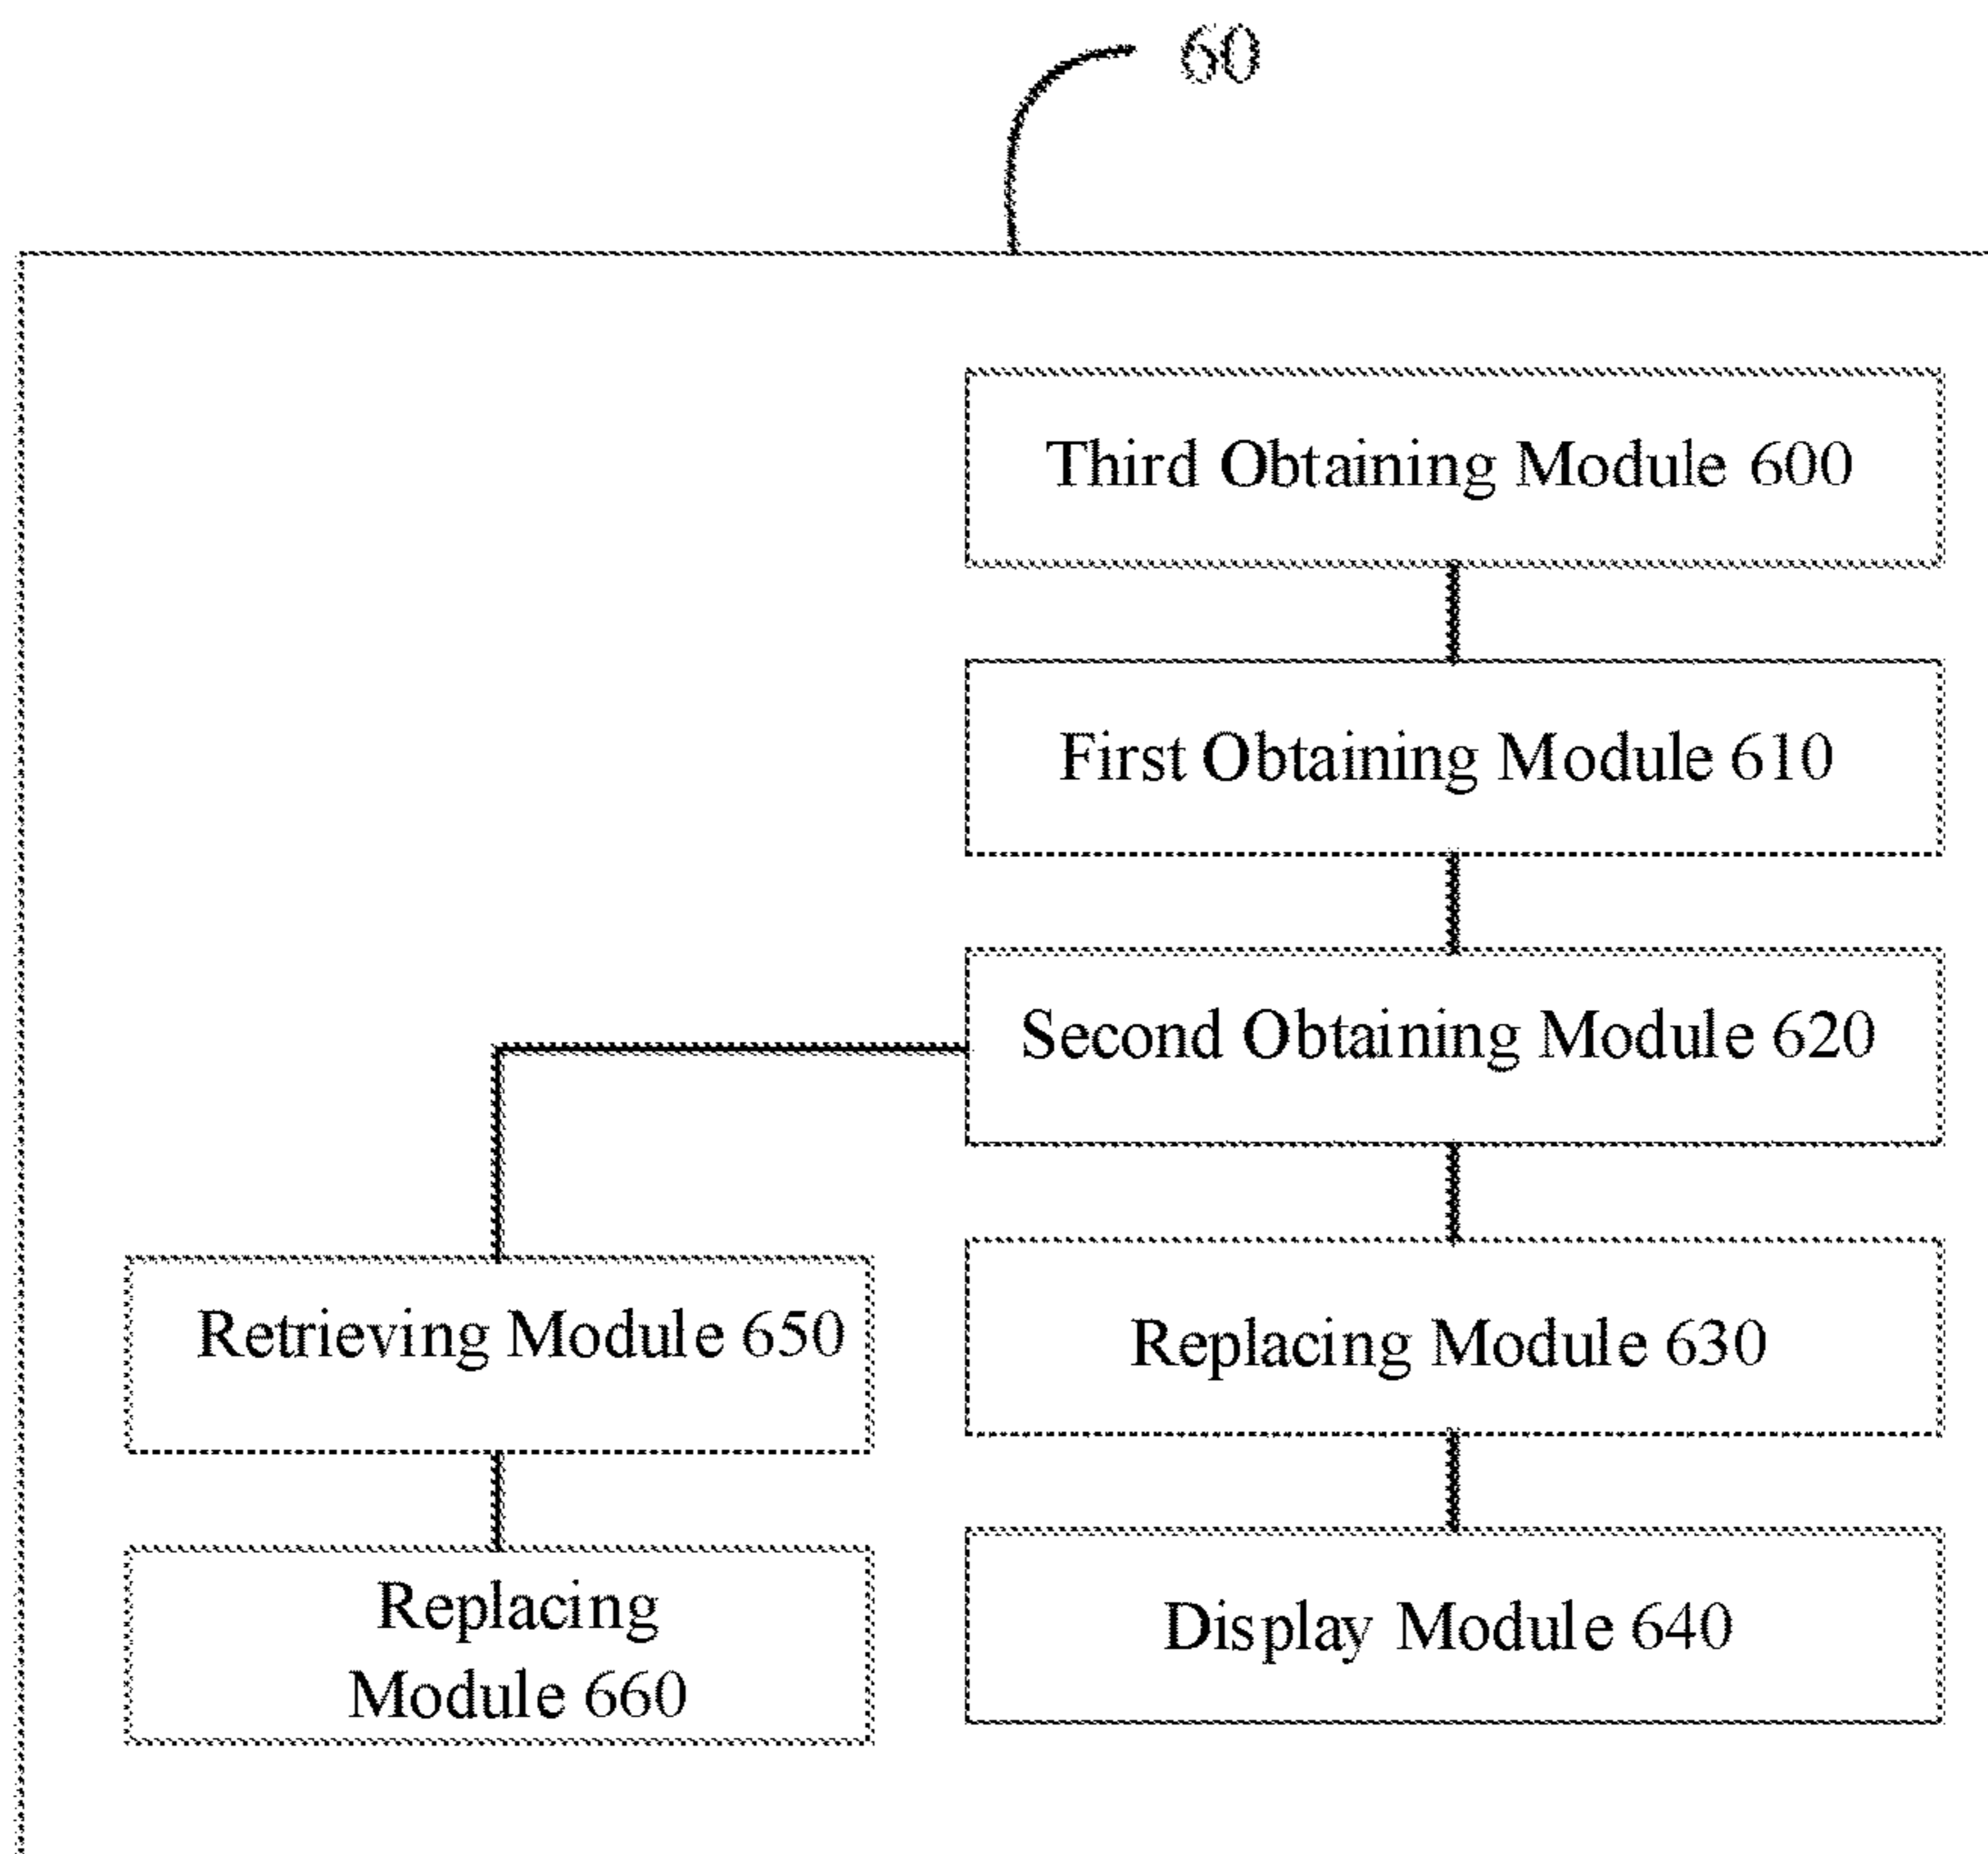 60
Third Obtaining Module 600
First Obtaining Module 610
Second Obtaining Module 620
Retrieving Module 650
Replacing Module 630
Replacing
Module 660
Display Module 640